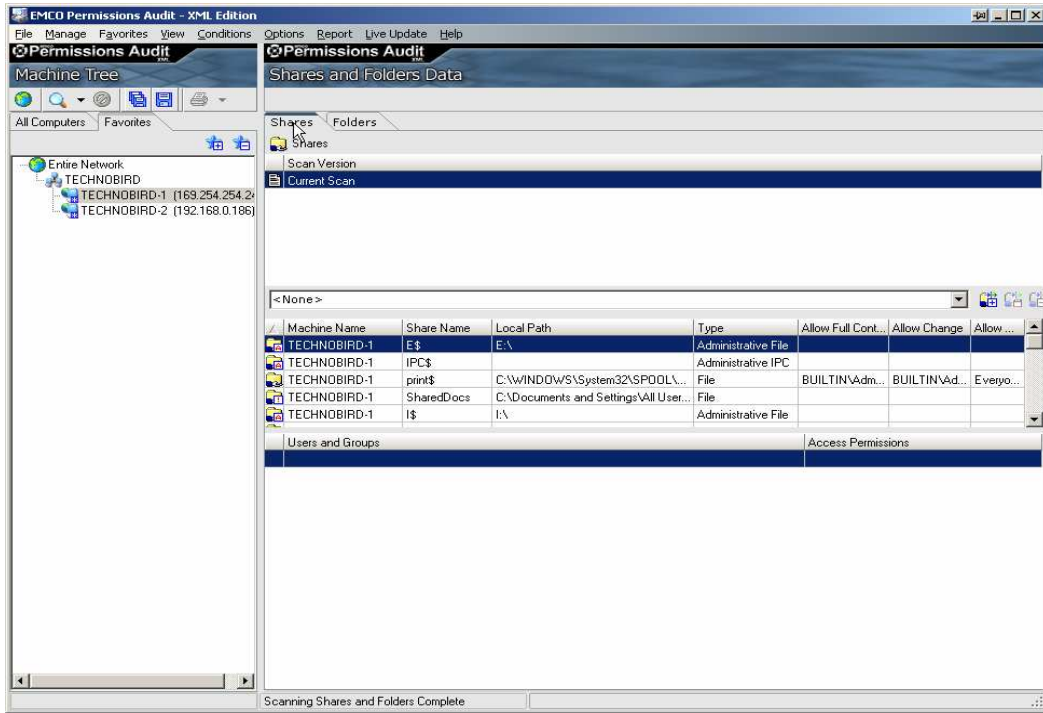 EMCO Permissions Audit - XML Edition
File Manage Favorites View Conditions Options Report Live Update Help
Permissions Audit
XML
Machine Tree
All Computers Favorites
Entire Network
TECHNOBIRD
TECHNOBIRD-1 (169.254.254.24
TECHNOBIRD-2 (192.168.0.186)
Permissions Audit
XML
Shares and Folders Data
Shares Folders
Shares
Scan Version
Current Scan
<None>
Machine Name Share Name Local Path Type Allow Full Cont... Allow Change Allow ...
TECHNOBIRD-1 E$ E:\ Administrative File
TECHNOBIRD-1 IPC$ Administrative IPC
TECHNOBIRD-1 print$ C:\WINDOWS\System32\SPOOL\... File BUILTIN\Adm... BUILTIN\Ad... Everyo...
TECHNOBIRD-1 SharedDocs C:\Documents and Settings\All User... File
TECHNOBIRD-1 I$ I:\ Administrative File
Users and Groups Access Permissions
Scanning Shares and Folders Complete